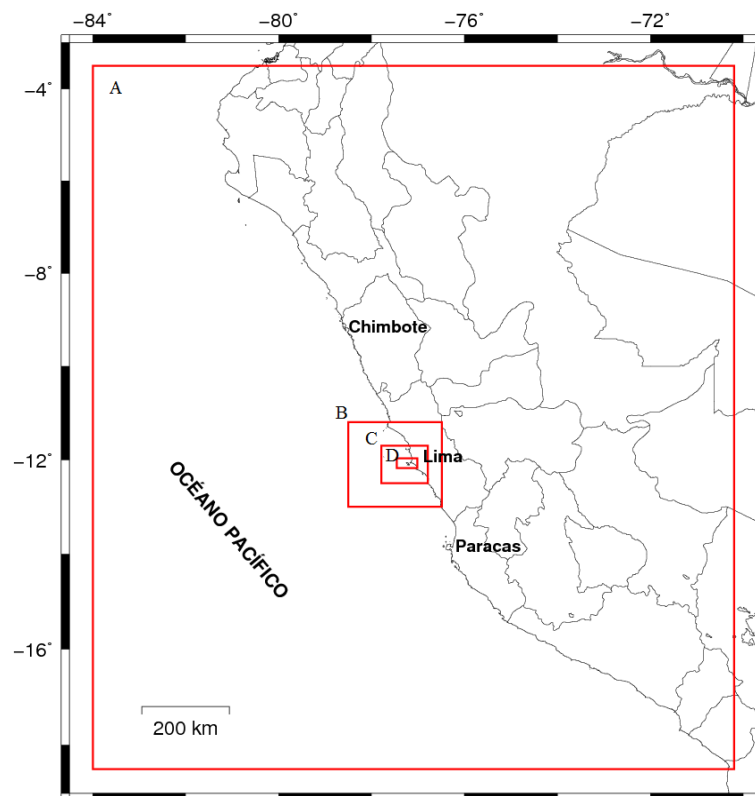 −84° −80° −76° −72°
A
−4°
−8°
Chimbote
B
C
D Lima
−12°
OCÉANO PACÍFICO
Paracas
−16°
200 km